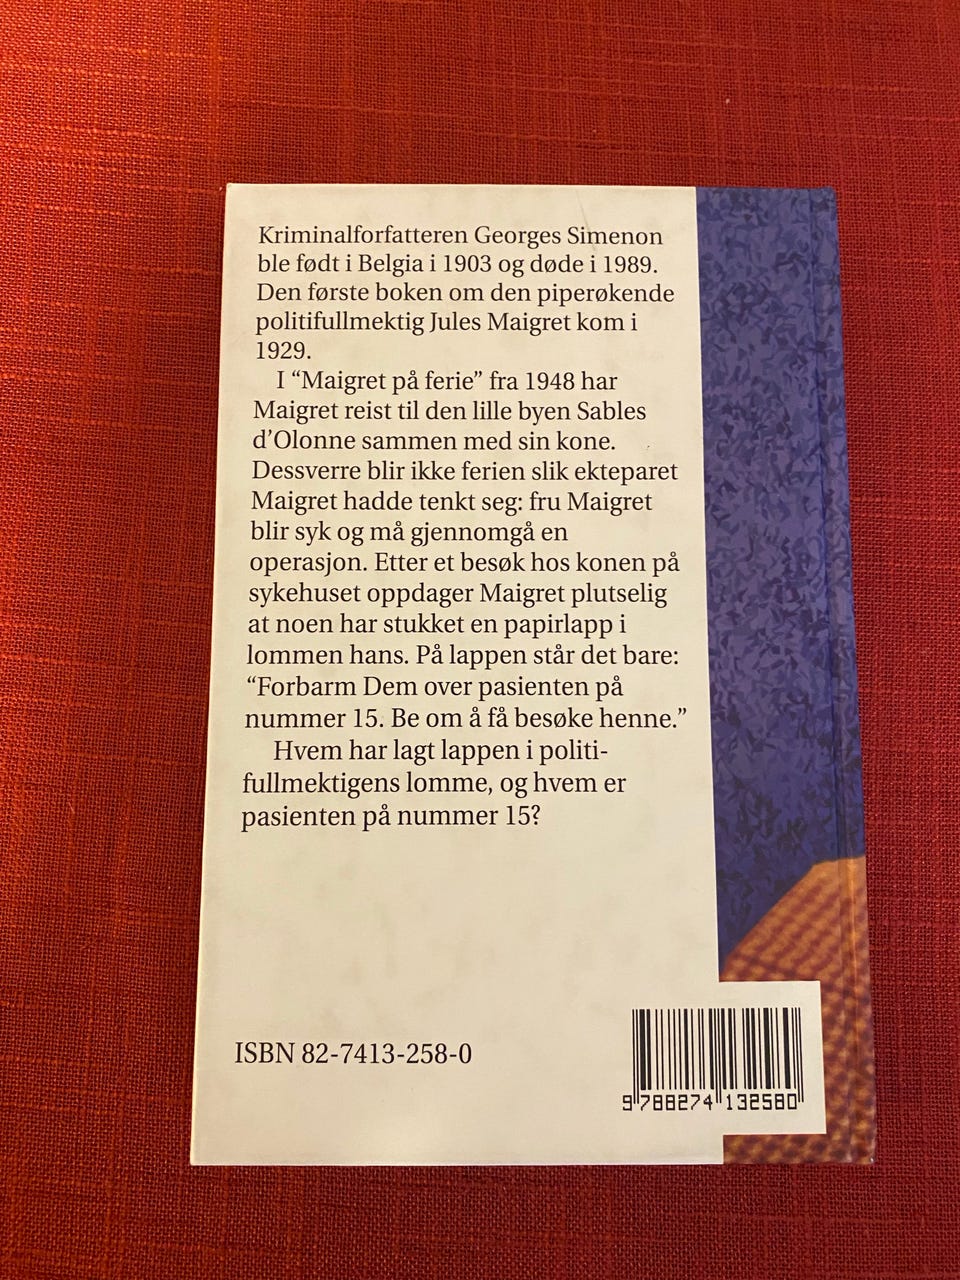 Kriminalforfatteren Georges Simenon
ble født i Belgia i 1903 og døde i 1989.
Den første boken om den piperøkende
politifullmektig Jules Maigret kom i
1929.
I “Maigret på ferie” fra 1948 har
Maigret reist til den lille byen Sables
d’Olonne sammen med sin kone.
Dessverre blir ikke ferien slik ekteparet
Maigret hadde tenkt seg: fru Maigret
blir syk og må gjennomgå en
operasjon. Etter et besøk hos konen på
sykehuset oppdager Maigret plutselig
at noen har stukket en papirlapp i
lommen hans. På lappen står det bare:
“Forbarm Dem over pasienten på
nummer 15. Be om å få besøke henne.”
Hvem har lagt lappen i politi-
fullmektigens lomme, og hvem er
pasienten på nummer 15?
ISBN 82-7413-258-0
9 788274 132580